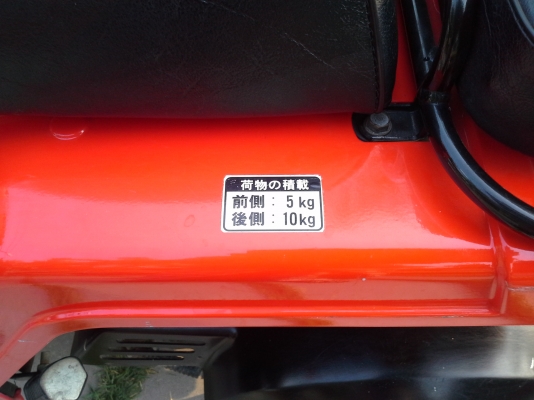 荷物の積載
前側： 5kg
後側： 10kg